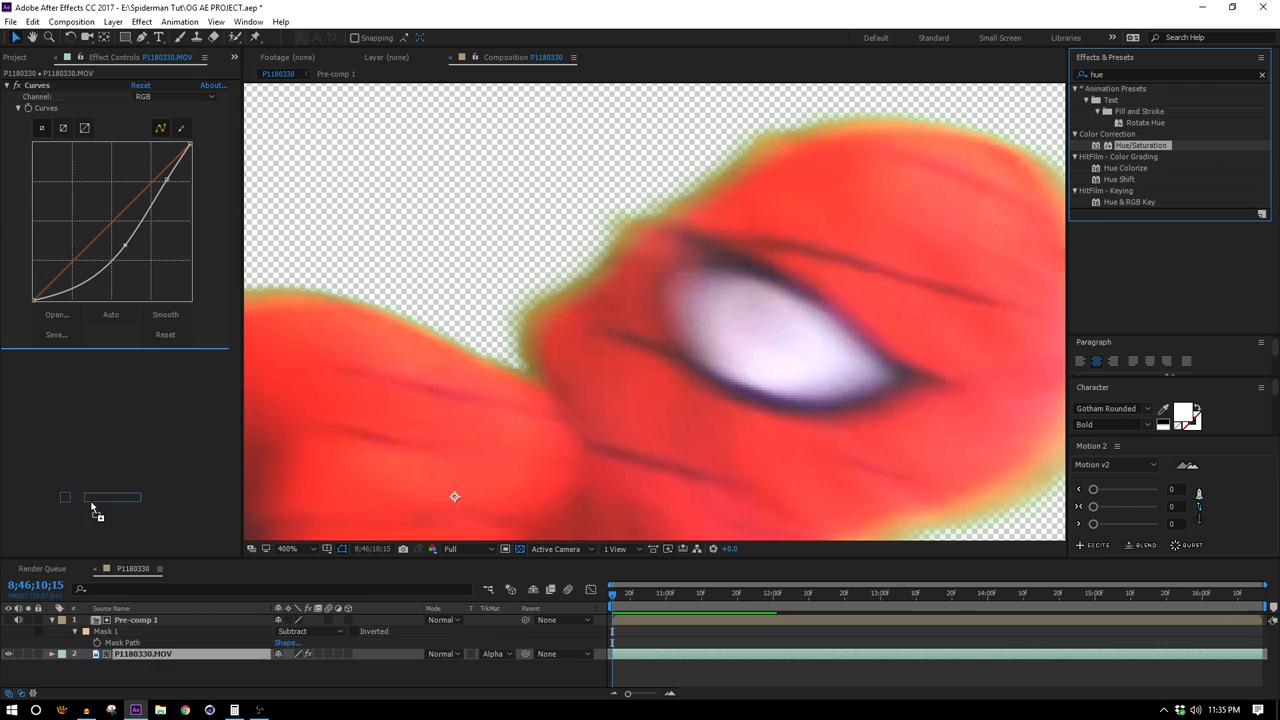 Adobe After Effects CC 2017 - E:\Spiderman Tut\OG AE PROJECT.aep *
File Edit Composition Layer Effect Animation View Window Help
Snapping Default Standard Small Screen Libraries Search Help
Project Effect Controls P1180330.MOV Footage (none) Layer (none) Composition P1180330 Effects & Presets
P1180330 • P1180330.MOV P1180330 Pre-comp 1 hue
fx Curves Reset About...
Channel: RGB
Curves
* Animation Presets
Text
Fill and Stroke
Rotate Hue
Color Correction
Hue/Saturation
HitFilm - Color Grading
Hue Colorize
Hue Shift
HitFilm - Keying
Hue & RGB Key
Open... Auto Smooth
Save... Reset
Paragraph
Character
Gotham Rounded
Bold
Motion 2
Motion v2
0
0
0
EXCITE BLEND BURST
400% 8;46;10;15 Full Active Camera 1 View +0.0
Render Queue P1180330
8;46;10;15
# Source Name Mode T TrkMat Parent
20f 11:00f 10f 20f 12:00f 10f 20f 13:00f 10f 20f 14:00f 10f 20f 15:00f 10f 20f 16:00f 10f
1 Pre-comp 1 Normal None
Mask 1 Subtract Inverted
Mask Path Shape...
2 P1180330.MOV fx Normal Alpha None
11:35 PM